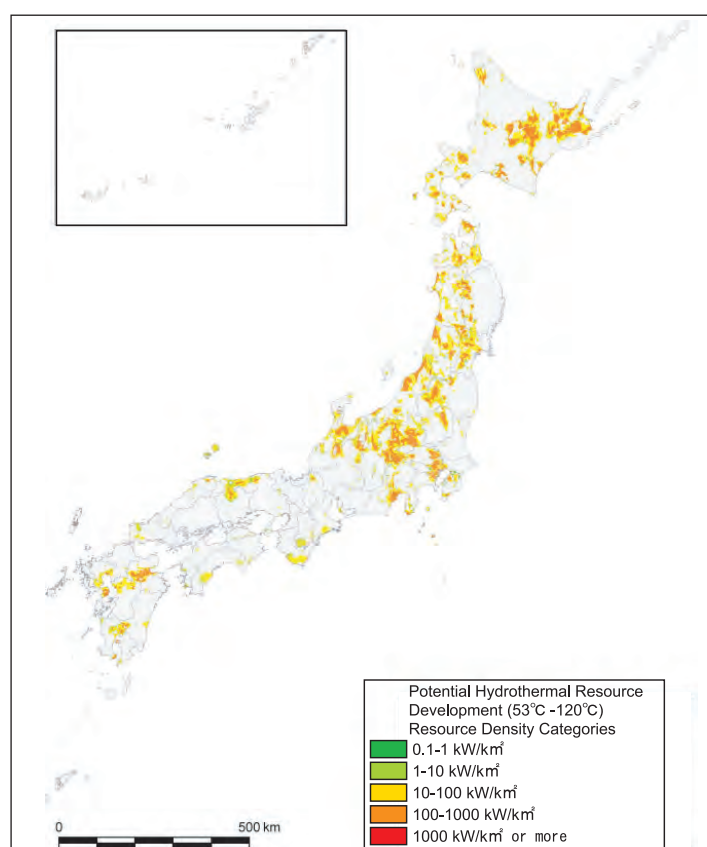 Potential Hydrothermal Resource
Development (53℃ -120℃)
Resource Density Categories
0.1-1 kW/k㎡
1-10 kW/k㎡
10-100 kW/k㎡
100-1000 kW/k㎡
1000 kW/k㎡ or more
0 500 km